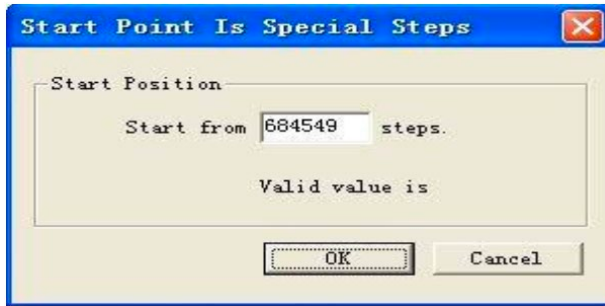 Start Point Is Special Steps
Start Position
Start from 684549 steps.
Valid value is
OK Cancel